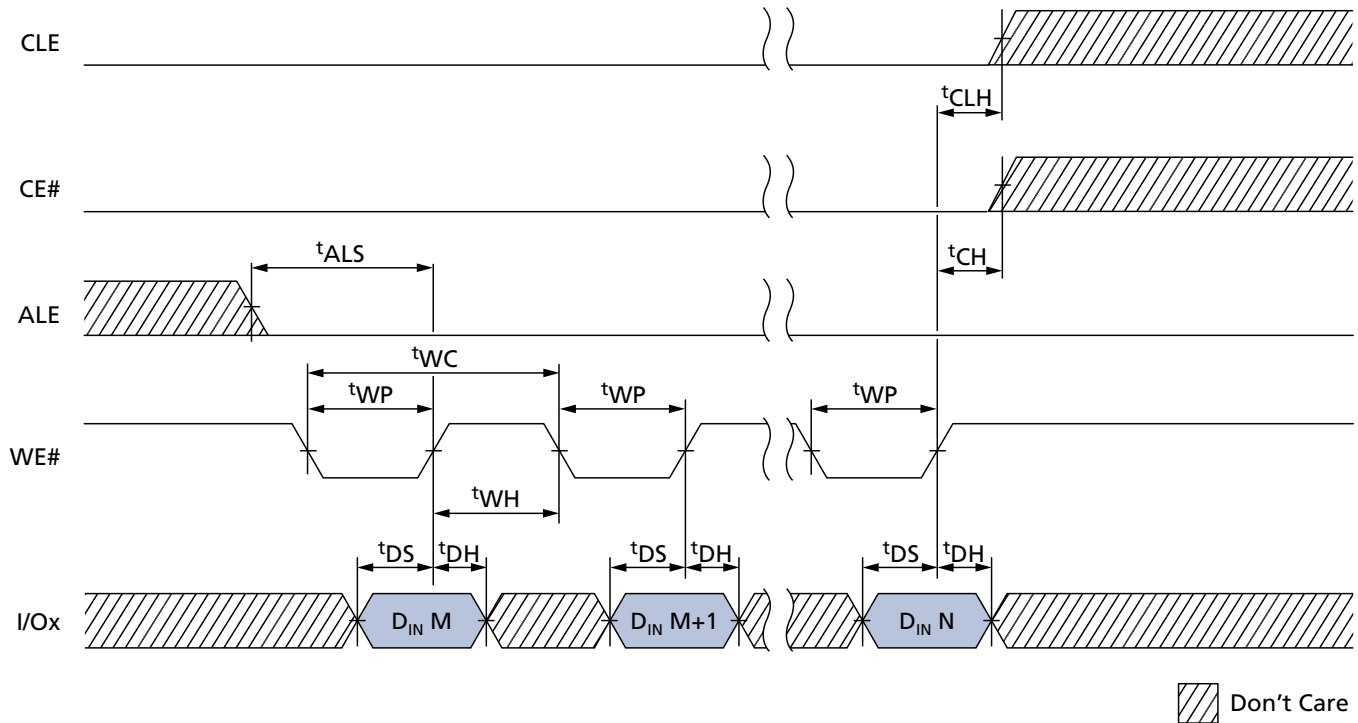 CLE
tCLH
CE#
tCH
tALS
ALE
tWC
tWP
tWP
tWP
WE#
tWH
tDS
tDH
tDS
tDH
tDS
tDH
I/Ox
DIN M
DIN M+1
DIN N
Don't Care